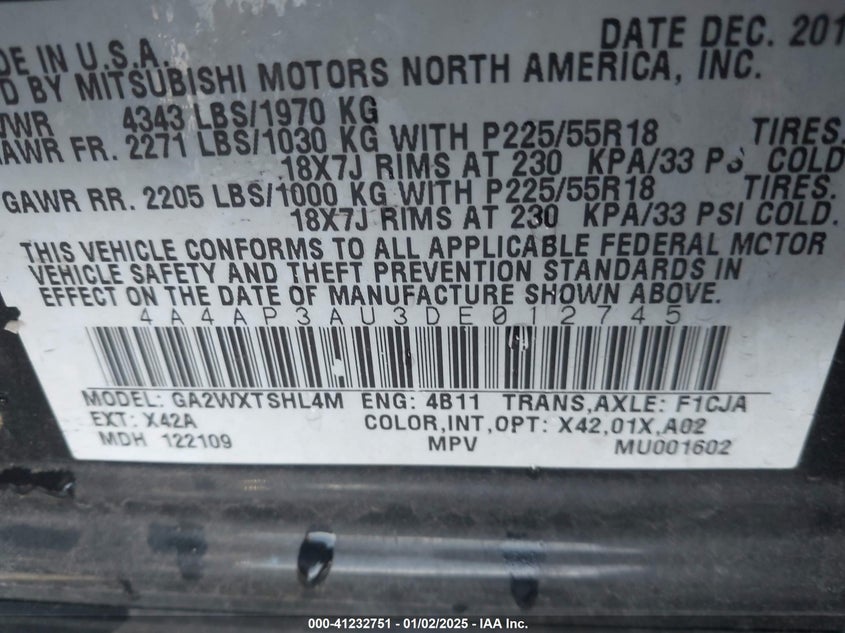 DE IN U.S.A. DATE DEC. 201
D BY MITSUBISHI MOTORS NORTH AMERICA, INC.
VWR 4343 LBS/1970 KG
AWR FR. 2271 LBS/1030 KG WITH P225/55R18 TIRES.
18X7J RIMS AT 230 KPA/33 PS COLD
GAWR RR. 2205 LBS/1000 KG WITH P225/55R18 TIRES.
18X7J RIMS AT 230 KPA/33 PSI COLD.
THIS VEHICLE CONFORMS TO ALL APPLICABLE FEDERAL MOTOR
VEHICLE SAFETY AND THEFT PREVENTION STANDARDS IN
EFFECT ON THE DATE OF MANUFACTURE SHOWN ABOVE.
4A4AP3AU3DE012745
MODEL: GA2WXTSHL4M ENG: 4B11 TRANS,AXLE: F1CJA
EXT: X42A COLOR,INT,OPT: X42,01X,A02
MDH 122109 MPV MU001602
000-41232751 - 01/02/2025 - IAA Inc.